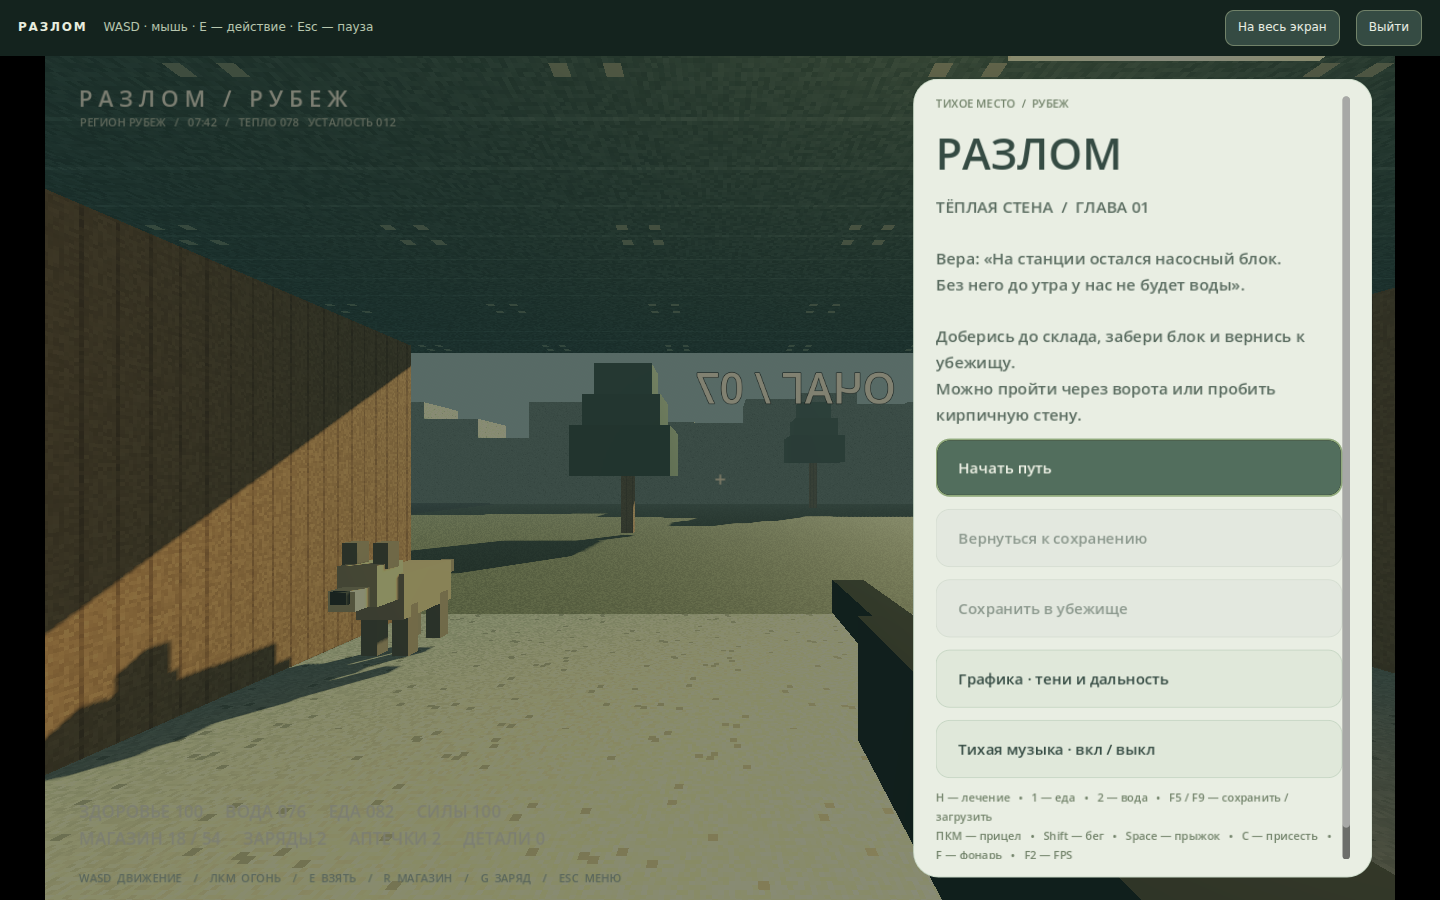 РАЗЛОМ WASD · мышь · E — действие · Esc — пауза На весь экран Выйти
РАЗЛОМ / РУБЕЖ
РЕГИОН РУБЕЖ / 07:42 / ТЕПЛО 078 УСТАЛОСТЬ 012
ОЧАГ / 07
ЗДОРОВЬЕ 100 ВОДА 076 ЕДА 082 СИЛЫ 100
МАГАЗИН 18 / 54 ЗАРЯДЫ 2 АПТЕЧКИ 2 ДЕТАЛИ 0
WASD ДВИЖЕНИЕ / ЛКМ ОГОНЬ / E ВЗЯТЬ / R МАГАЗИН / G ЗАРЯД / ESC МЕНЮ
ТИХОЕ МЕСТО / РУБЕЖ
РАЗЛОМ
ТЁПЛАЯ СТЕНА / ГЛАВА 01
Вера: «На станции остался насосный блок.
Без него до утра у нас не будет воды».
Доберись до склада, забери блок и вернись к
убежищу.
Можно пройти через ворота или пробить
кирпичную стену.
Начать путь
Вернуться к сохранению
Сохранить в убежище
Графика · тени и дальность
Тихая музыка · вкл / выкл
H — лечение • 1 — еда • 2 — вода • F5 / F9 — сохранить /
загрузить
ПКМ — прицел • Shift — бег • Space — прыжок • C — присесть •
F — фонарь • F2 — FPS